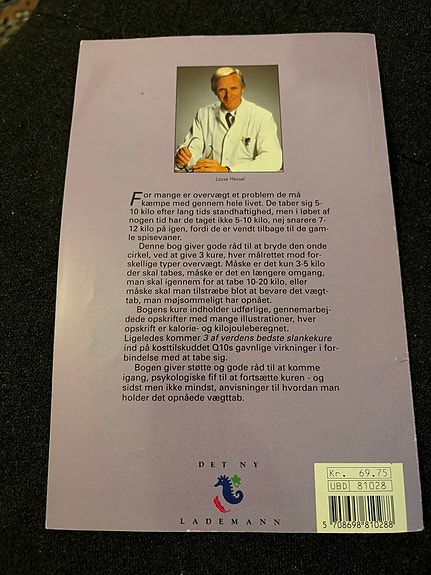 Lasse Hessel
For mange er overvægt et problem de må
kæmpe med gennem hele livet. De taber sig 5-
10 kilo efter lang tids standhaftighed, men i løbet af
nogen tid har de taget ikke 5-10 kilo, nej snarere 7-
12 kilo på igen, fordi de er vendt tilbage til de gam-
le spisevaner.
Denne bog giver gode råd til at bryde den onde
cirkel, ved at give 3 kure, hver målrettet mod for-
skellige typer overvægt. Måske er det kun 3-5 kilo
der skal tabes, måske er det en længere omgang,
man skal igennem for at tabe 10-20 kilo, eller
måske skal man tilstræbe blot at bevare det vægt-
tab, man møjsommeligt har opnået.
Bogens kure indholder udførlige, gennemarbej-
dede opskrifter med mange illustrationer, hver
opskrift er kalorie- og kilojouleberegnet.
Ligeledes kommer 3 af verdens bedste slankekure
ind på kosttilskuddet Q10s gavnlige virkninger i for-
bindelse med at tabe sig.
Bogen giver støtte og gode råd til at komme
igang, psykologiske fif til at fortsætte kuren - og
sidst men ikke mindst, anvisninger til hvordan man
holder det opnåede vægttab.
DET NY
LADEMANN
Kr. 69.75
UBD 81028
5 708698 810288